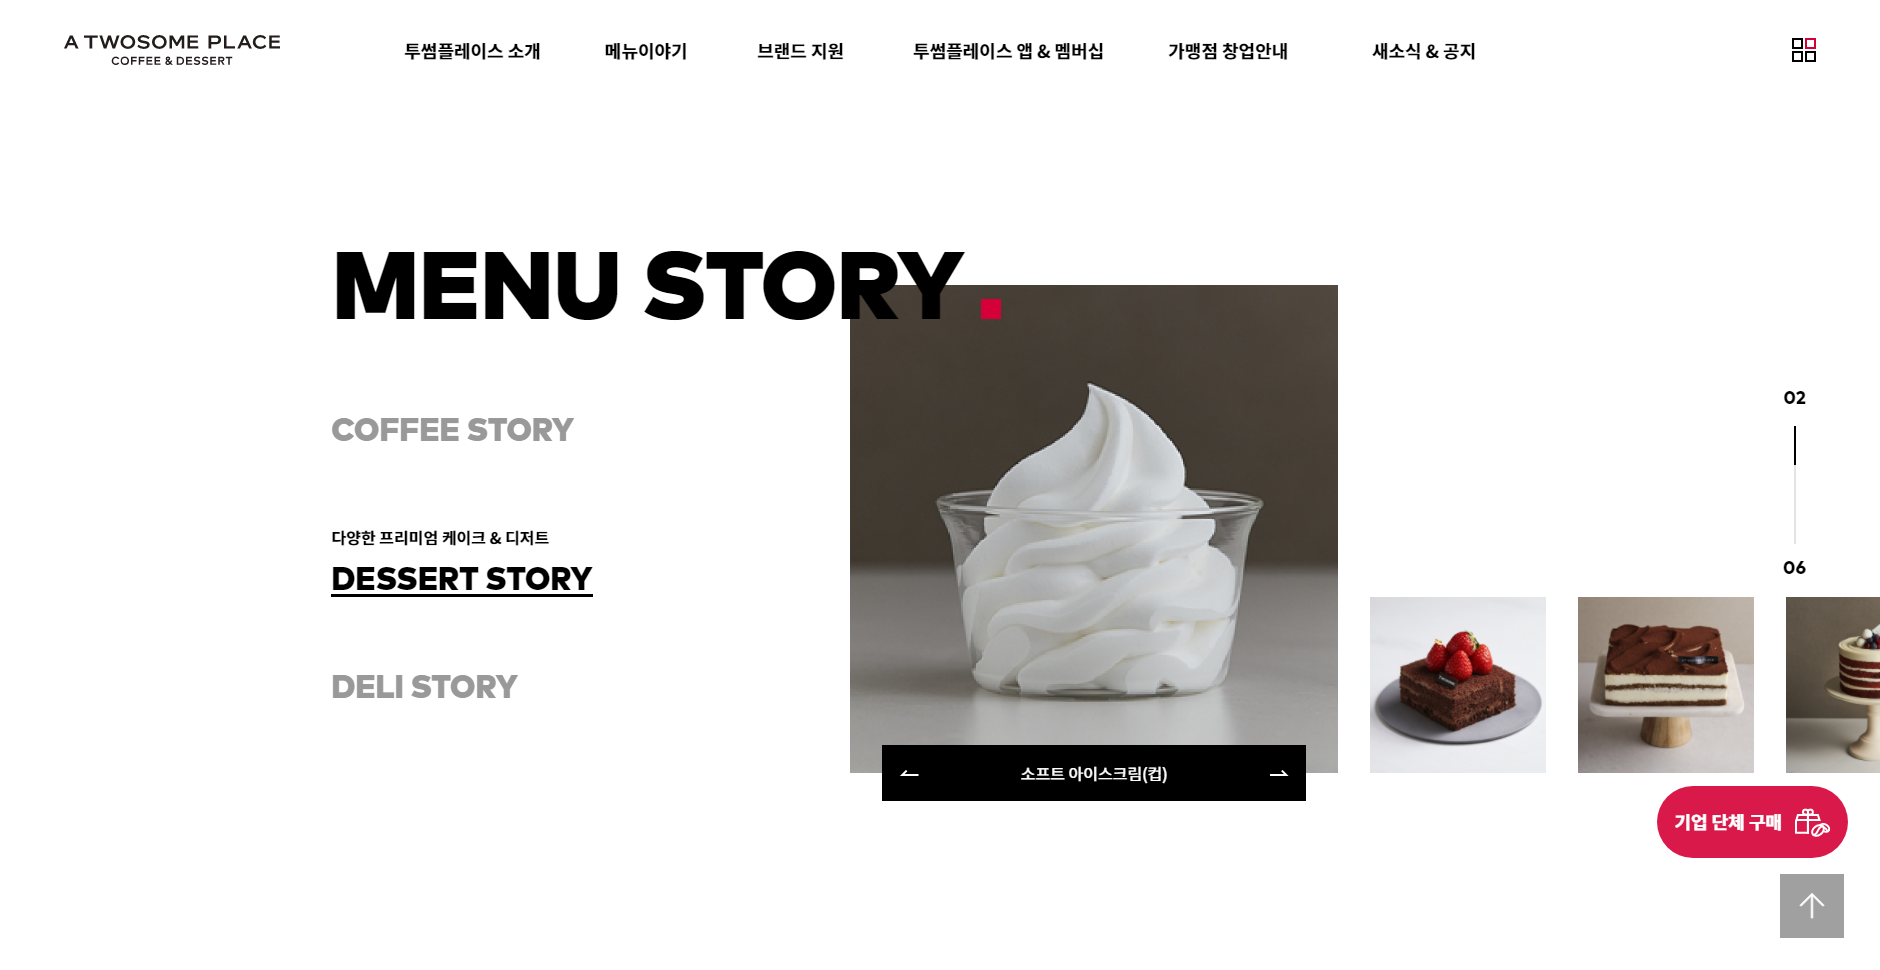 A TWOSOME PLACE
COFFEE & DESSERT
투썸플레이스 소개
메뉴이야기
브랜드 지원
투썸플레이스 앱 & 멤버십
가맹점 창업안내
새소식 & 공지
MENU STORY.
COFFEE STORY
다양한 프리미엄 케이크 & 디저트
DESSERT STORY
DELI STORY
소프트 아이스크림(컵)
02
06
기업 단체 구매